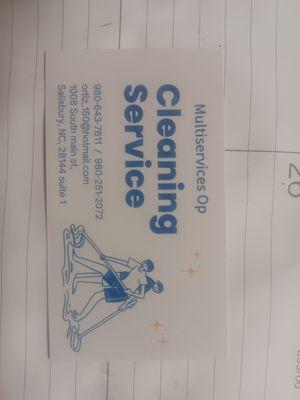 Multiservices Op
Cleaning
Service
980-643-7611 / 980-251-2072
ortiz.150@hotmail.com
1008 South main st,
Salisbury, NC, 28144 suite 1